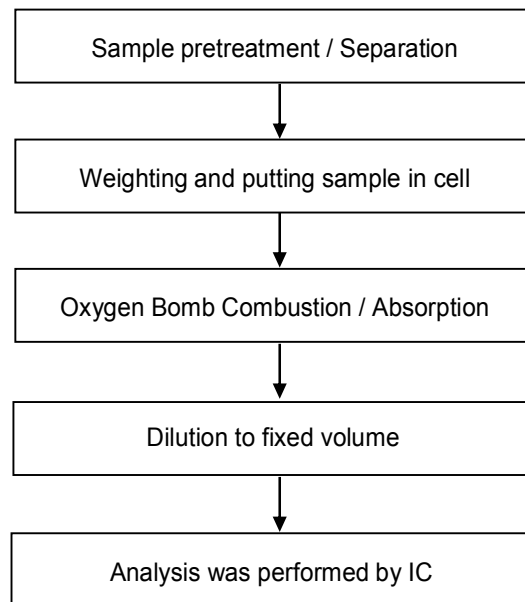 Sample pretreatment / Separation
Weighting and putting sample in cell
Oxygen Bomb Combustion / Absorption
Dilution to fixed volume
Analysis was performed by IC